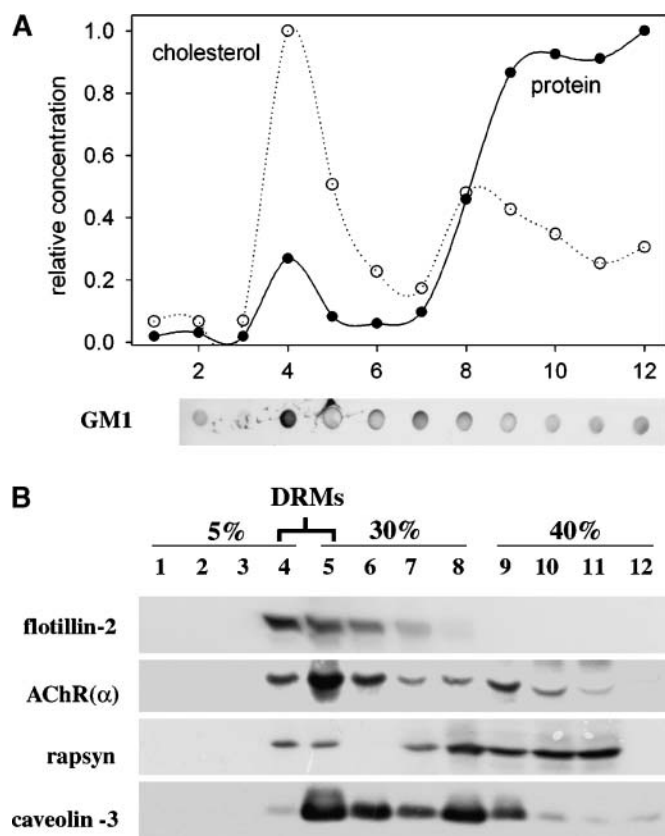 A
cholesterol
protein
relative concentration
1.0
0.8
0.6
0.4
0.2
0.0
2 4 6 8 10 12
GM1
B
DRMs
5% 30% 40%
1 2 3 4 5 6 7 8 9 10 11 12
flotillin-2
AChR(α)
rapsyn
caveolin -3